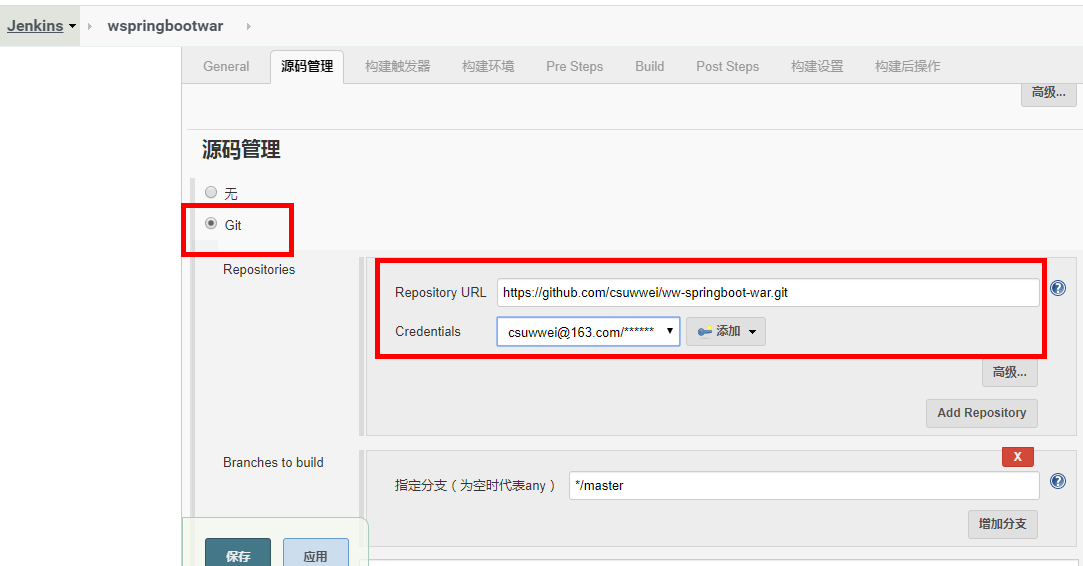 Jenkins wspringbootwar
General 源码管理 构建触发器 构建环境 Pre Steps Build Post Steps 构建设置 构建后操作
高级...
源码管理
无
Git
Repositories
Repository URL https://github.com/csuwwei/ww-springboot-war.git
Credentials csuwwei@163.com/****** 添加
高级...
Add Repository
Branches to build
X
指定分支（为空时代表any） */master
增加分支
保存 应用